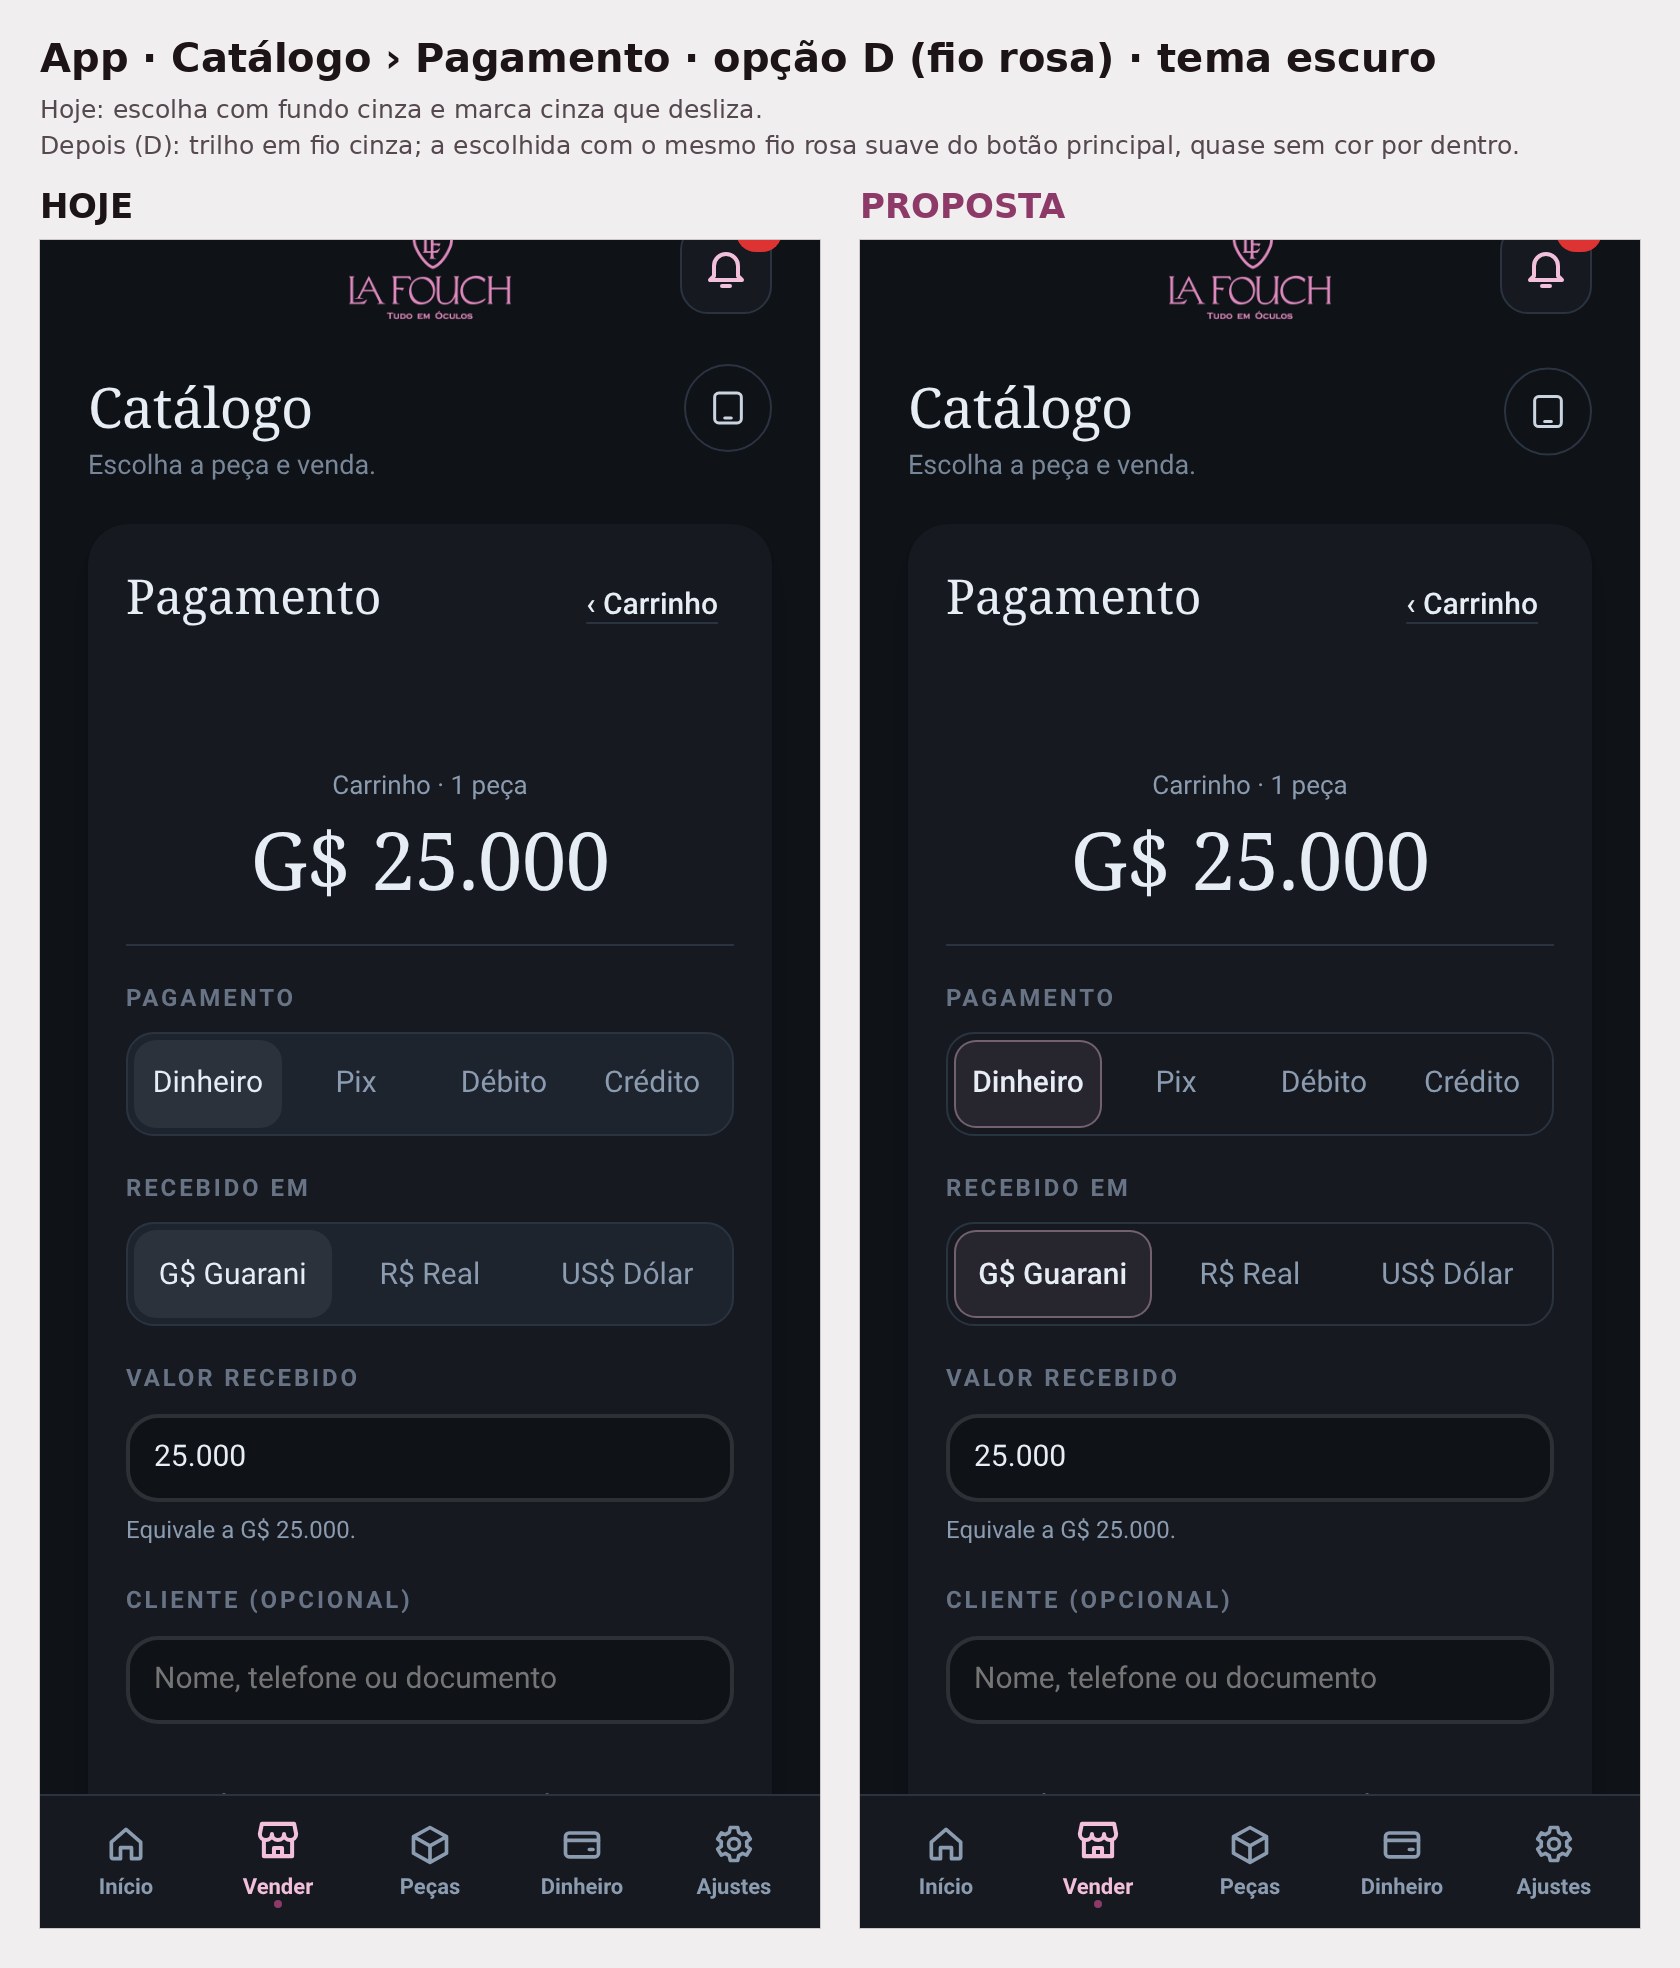 App · Catálogo › Pagamento · opção D (fio rosa) · tema escuro
Hoje: escolha com fundo cinza e marca cinza que desliza.
Depois (D): trilho em fio cinza; a escolhida com o mesmo fio rosa suave do botão principal, quase sem cor por dentro.
HOJE
LF
LA FOUCH
TUDO EM ÓCULOS
Catálogo
Escolha a peça e venda.
Pagamento
‹ Carrinho
Carrinho · 1 peça
G$ 25.000
PAGAMENTO
Dinheiro Pix Débito Crédito
RECEBIDO EM
G$ Guarani R$ Real US$ Dólar
VALOR RECEBIDO
25.000
Equivale a G$ 25.000.
CLIENTE (OPCIONAL)
Nome, telefone ou documento
Início Vender Peças Dinheiro Ajustes
PROPOSTA
LF
LA FOUCH
TUDO EM ÓCULOS
Catálogo
Escolha a peça e venda.
Pagamento
‹ Carrinho
Carrinho · 1 peça
G$ 25.000
PAGAMENTO
Dinheiro Pix Débito Crédito
RECEBIDO EM
G$ Guarani R$ Real US$ Dólar
VALOR RECEBIDO
25.000
Equivale a G$ 25.000.
CLIENTE (OPCIONAL)
Nome, telefone ou documento
Início Vender Peças Dinheiro Ajustes